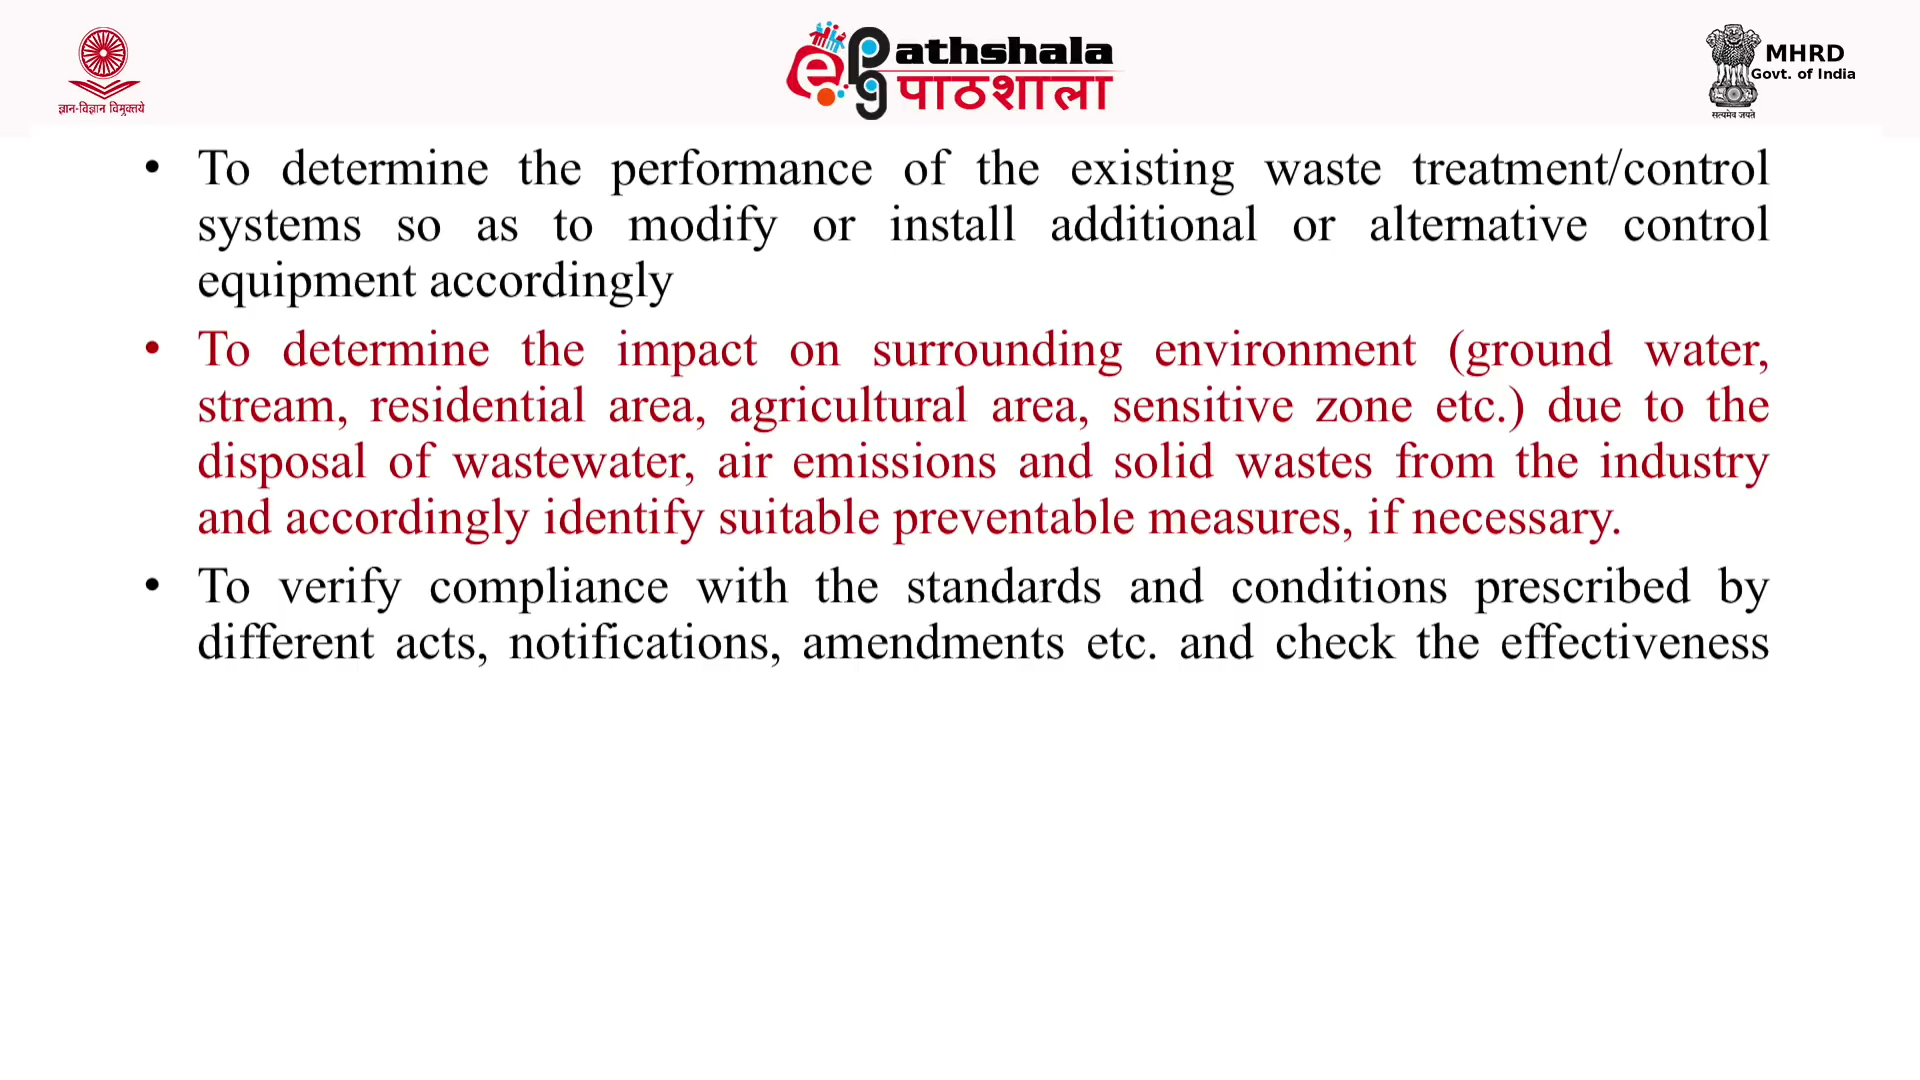 ज्ञान-विज्ञान विमुक्तये
ePGathshala
पाठशाला
MHRD
Govt. of India
सत्यमेव जयते
• To determine the performance of the existing waste treatment/control
systems so as to modify or install additional or alternative control
equipment accordingly
• To determine the impact on surrounding environment (ground water,
stream, residential area, agricultural area, sensitive zone etc.) due to the
disposal of wastewater, air emissions and solid wastes from the industry
and accordingly identify suitable preventable measures, if necessary.
• To verify compliance with the standards and conditions prescribed by
different acts, notifications, amendments etc. and check the effectiveness